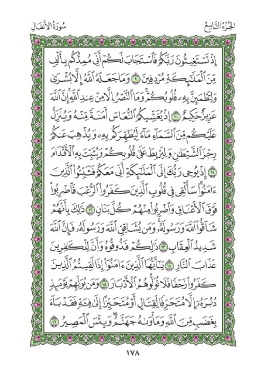 الجزء التاسع
سورة الأنفال
إِذْ تَسْتَغِيثُونَ رَبَّكُمْ فَٱسْتَجَابَ لَكُمْ أَنِّى مُمِدُّكُم بِأَلْفٍ
مِّنَ ٱلْمَلَٰٓئِكَةِ مُرْدِفِينَ ۝٩ وَمَا جَعَلَهُ ٱللَّهُ إِلَّا بُشْرَىٰ
وَلِتَطْمَئِنَّ بِهِۦ قُلُوبُكُمْ وَمَا ٱلنَّصْرُ إِلَّا مِنْ عِندِ ٱللَّهِ إِنَّ ٱللَّهَ
عَزِيزٌ حَكِيمٌ ۝١٠ إِذْ يُغَشِّيكُمُ ٱلنُّعَاسَ أَمَنَةً مِّنْهُ وَيُنَزِّلُ
عَلَيْكُم مِّنَ ٱلسَّمَآءِ مَآءً لِّيُطَهِّرَكُم بِهِۦ وَيُذْهِبَ عَنكُمْ
رِجْزَ ٱلشَّيْطَٰنِ وَلِيَرْبِطَ عَلَىٰ قُلُوبِكُمْ وَيُثَبِّتَ بِهِ ٱلْأَقْدَامَ
۝١١ إِذْ يُوحِى رَبُّكَ إِلَى ٱلْمَلَٰٓئِكَةِ أَنِّى مَعَكُمْ فَثَبِّتُوا۟ ٱلَّذِينَ
ءَامَنُوا۟ سَأُلْقِى فِى قُلُوبِ ٱلَّذِينَ كَفَرُوا۟ ٱلرُّعْبَ فَٱضْرِبُوا۟
فَوْقَ ٱلْأَعْنَاقِ وَٱضْرِبُوا۟ مِنْهُمْ كُلَّ بَنَانٍ ۝١٢ ذَٰلِكَ بِأَنَّهُمْ
شَآقُّوا۟ ٱللَّهَ وَرَسُولَهُۥ وَمَن يُشَاقِقِ ٱللَّهَ وَرَسُولَهُۥ فَإِنَّ ٱللَّهَ
شَدِيدُ ٱلْعِقَابِ ۝١٣ ذَٰلِكُمْ فَذُوقُوهُ وَأَنَّ لِلْكَٰفِرِينَ
عَذَابَ ٱلنَّارِ ۝١٤ يَٰٓأَيُّهَا ٱلَّذِينَ ءَامَنُوٓا۟ إِذَا لَقِيتُمُ ٱلَّذِينَ
كَفَرُوا۟ زَحْفًا فَلَا تُوَلُّوهُمُ ٱلْأَدْبَارَ ۝١٥ وَمَن يُوَلِّهِمْ يَوْمَئِذٍ
دُبُرَهُۥٓ إِلَّا مُتَحَرِّفًا لِّقِتَالٍ أَوْ مُتَحَيِّزًا إِلَىٰ فِئَةٍ فَقَدْ بَآءَ
بِغَضَبٍ مِّنَ ٱللَّهِ وَمَأْوَىٰهُ جَهَنَّمُ وَبِئْسَ ٱلْمَصِيرُ ۝١٦
١٧٨